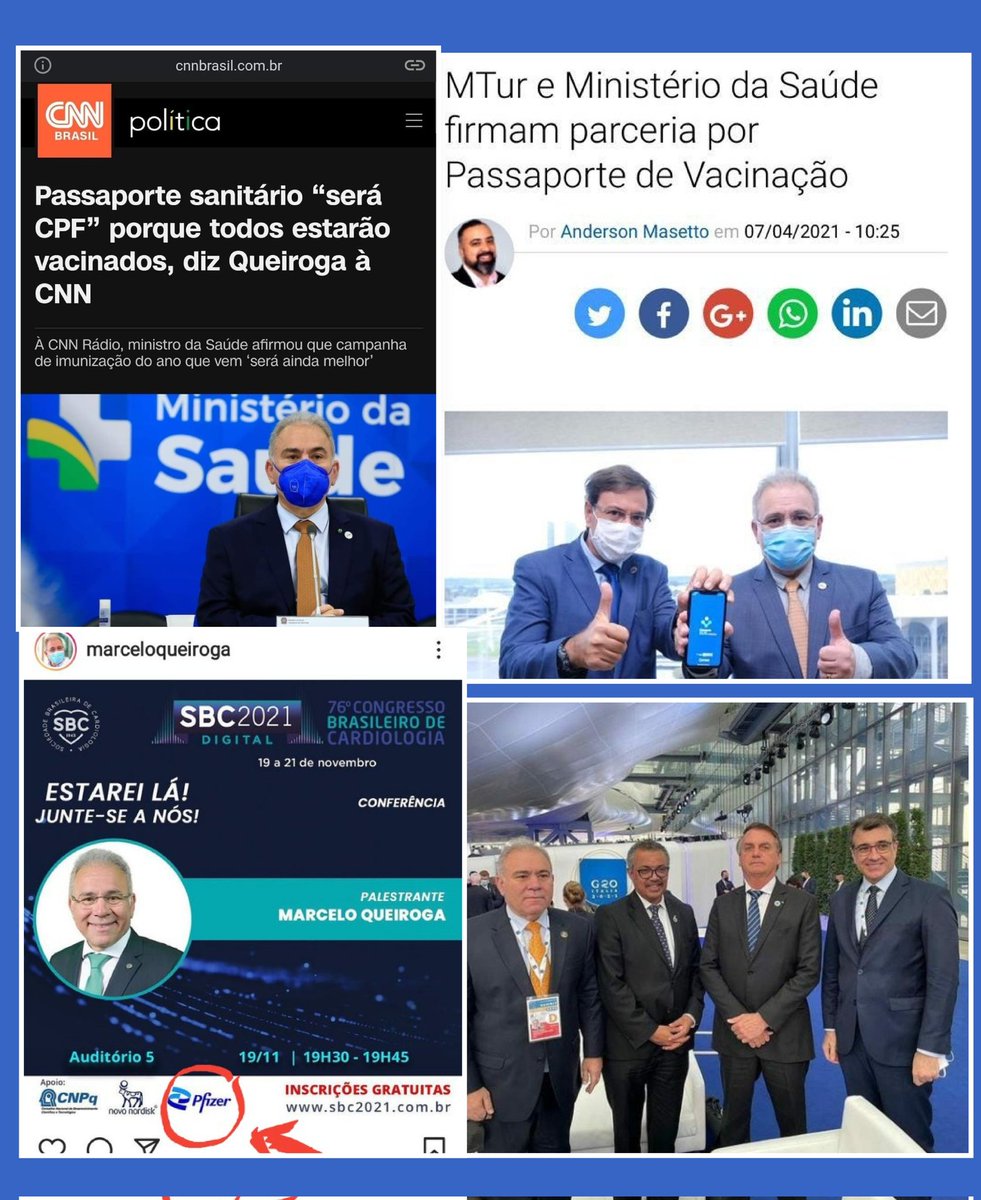 cnnbrasil.com.br
CNN
BRASIL
política
Passaporte sanitário “será
CPF” porque todos estarão
vacinados, diz Queiroga à
CNN
À CNN Rádio, ministro da Saúde afirmou que campanha
de imunização do ano que vem ‘será ainda melhor’
Ministério da
Saúde
MTur e Ministério da Saúde
firmam parceria por
Passaporte de Vacinação
Por Anderson Masetto em 07/04/2021 - 10:25
G+
in
marceloqueiroga
SOCIEDADE BRASILEIRA DE CARDIOLOGIA
SBC
SBC2021
DIGITAL
76º CONGRESSO
BRASILEIRO DE
CARDIOLOGIA
19 a 21 de novembro
ESTAREI LÁ!
JUNTE-SE A NÓS!
CONFERÊNCIA
PALESTRANTE
MARCELO QUEIROGA
Auditório 5
19/11 | 19H30 - 19H45
Apoio:
CNPq
novo nordisk
Pfizer
INSCRIÇÕES GRATUITAS
www.sbc2021.com.br
G20